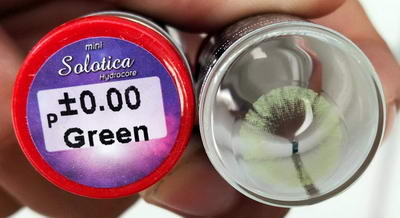 mini
Solotica
Hydrocore
P ±0.00
Green